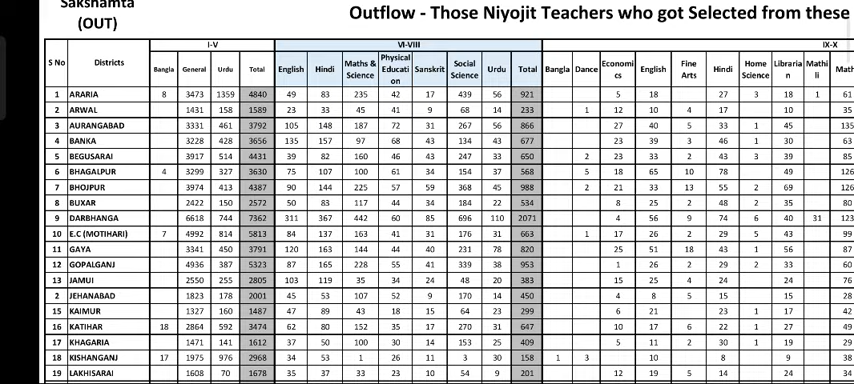 Sakshamta
(OUT)
Outflow - Those Niyojit Teachers who got Selected from these
S No Districts I-V VI-VIII IX-X
Bangla General Urdu Total English Hindi Maths & Science Physical Educati on Sanskrit Social Science Urdu Total Bangla Dance Economi cs English Fine Arts Hindi Home Science Libraria n Maithi li Math
1 ARARIA 8 3473 1359 4840 49 83 235 42 17 439 56 921 5 18 27 3 18 1 61
2 ARWAL 1431 158 1589 23 33 45 41 9 68 14 233 1 12 10 4 17 10 35
3 AURANGABAD 3331 461 3792 105 148 187 72 31 267 56 866 27 40 5 33 1 45 135
4 BANKA 3228 428 3656 135 157 97 68 43 134 43 677 23 39 3 46 1 30 63
5 BEGUSARAI 3917 514 4431 39 82 160 46 43 247 33 650 2 23 33 2 43 3 39 85
6 BHAGALPUR 4 3299 327 3630 75 107 100 61 34 154 37 568 5 18 65 10 78 49 126
7 BHOJPUR 3974 413 4387 90 144 225 57 59 368 45 988 2 21 33 13 55 2 69 126
8 BUXAR 2422 150 2572 50 83 117 44 34 184 22 534 8 25 2 48 2 35 80
9 DARBHANGA 6618 744 7362 311 367 442 60 85 696 110 2071 4 56 9 74 6 40 31 123
10 E.C (MOTIHARI) 7 4992 814 5813 84 137 163 41 31 176 31 663 1 17 26 2 29 5 43 99
11 GAYA 3341 450 3791 120 163 144 44 40 231 78 820 25 51 18 43 1 56 87
12 GOPALGANJ 4936 387 5323 87 165 228 55 41 339 38 953 1 26 2 29 2 33 60
13 JAMUI 2550 255 2805 103 119 35 34 24 48 20 383 15 25 4 24 24 76
2 JEHANABAD 1823 178 2001 45 53 107 52 9 170 14 450 4 8 5 15 15 28
15 KAIMUR 1327 160 1487 47 89 43 18 15 64 23 299 6 21 23 1 17 42
16 KATIHAR 18 2864 592 3474 62 80 152 35 17 270 31 647 10 17 6 22 1 27 49
17 KHAGARIA 1471 141 1612 37 50 100 30 14 153 25 409 5 11 2 30 1 19 29
18 KISHANGANJ 17 1975 976 2968 34 53 1 26 11 3 30 158 1 3 10 8 9 38
19 LAKHISARAI 1608 70 1678 35 37 33 23 10 54 9 201 12 19 5 14 24 34